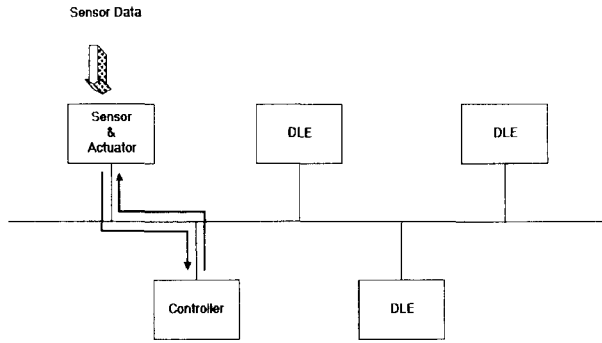 Sensor Data
Sensor
&
Actuator
DLE
DLE
Controller
DLE